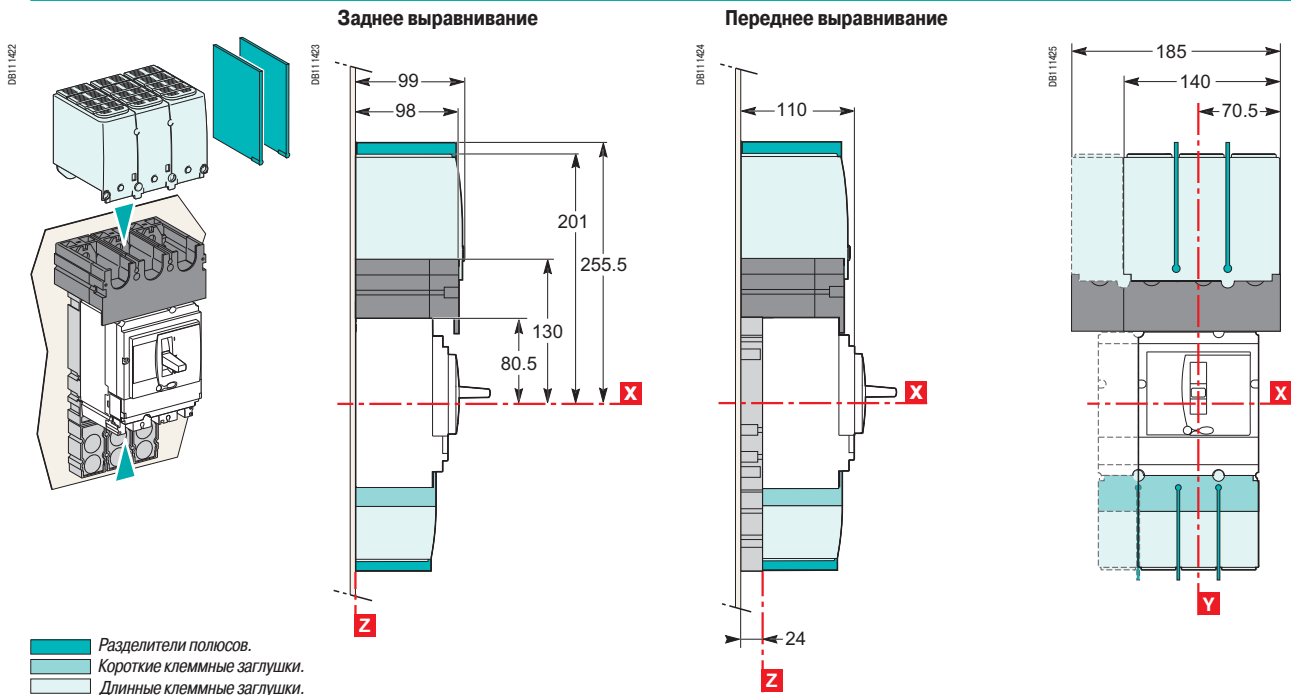 Заднее выравнивание
Переднее выравнивание
DB111422
DB111423
DB111424
DB111425
99
98
201
255.5
130
80.5
X
Z
110
X
24
Z
185
140
70.5
X
Y
Разделители полюсов.
Короткие клеммные заглушки.
Длинные клеммные заглушки.